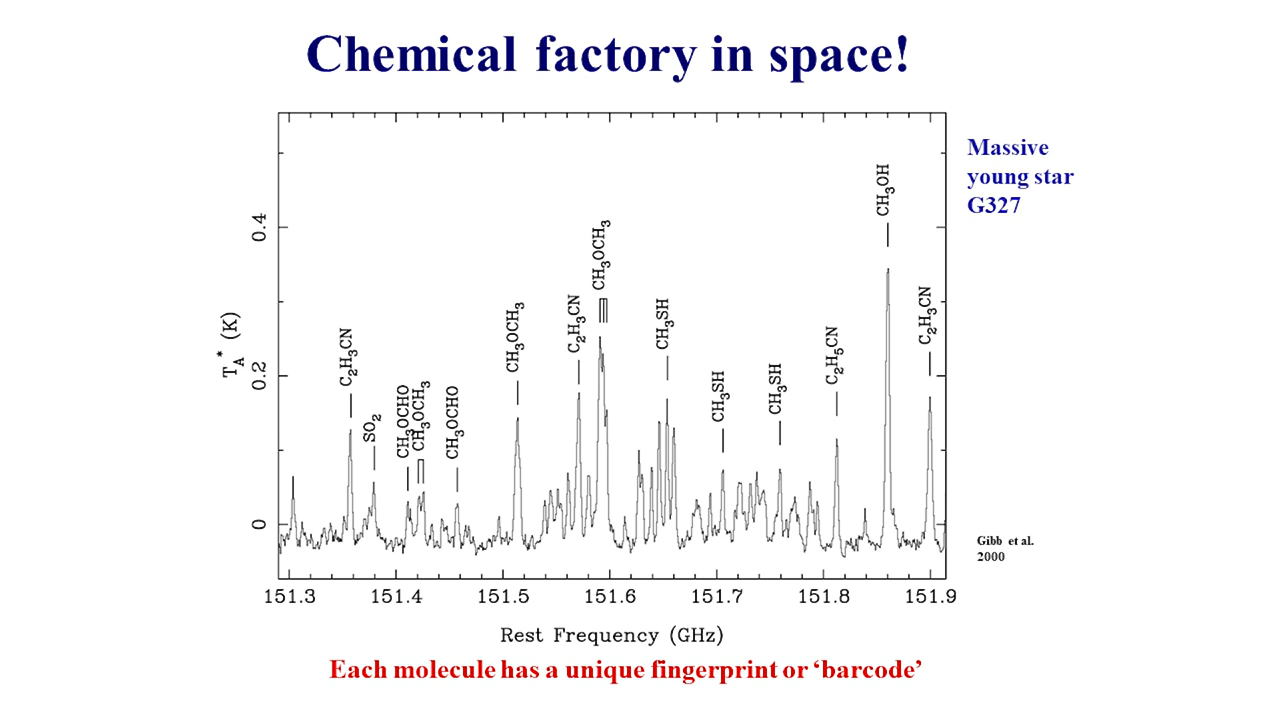 Chemical factory in space!
Massive
young star
G327
T_A* (K)
0.4
0.2
0
C₂H₃CN
SO₂
CH₃OCHO
CH₃OCH₃
CH₃OCHO
CH₃OCH₃
C₂H₃CN
CH₃OCH₃
CH₃SH
CH₃SH
CH₃SH
C₂H₅CN
CH₃OH
C₂H₃CN
Gibb et al.
2000
151.3 151.4 151.5 151.6 151.7 151.8 151.9
Rest Frequency (GHz)
Each molecule has a unique fingerprint or ‘barcode’